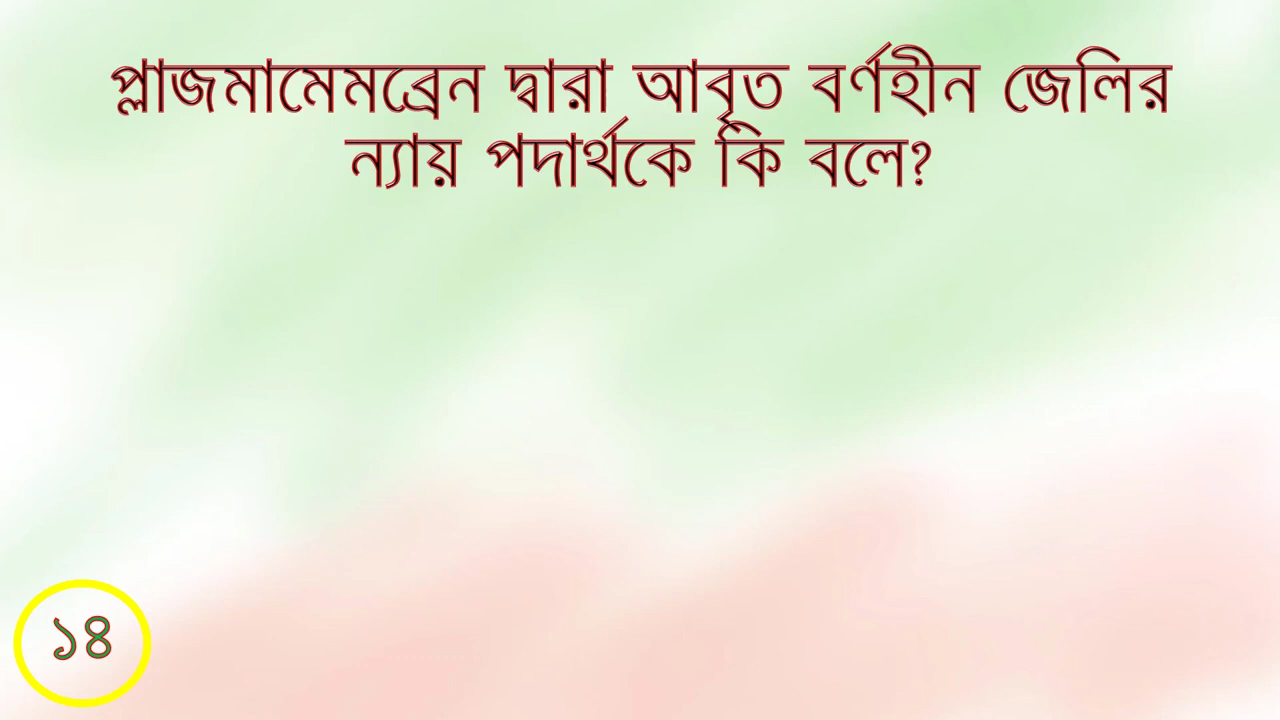 প্লাজমামেমব্রেন দ্বারা আবৃত বর্ণহীন জেলির
ন্যায় পদার্থকে কি বলে?
১৪